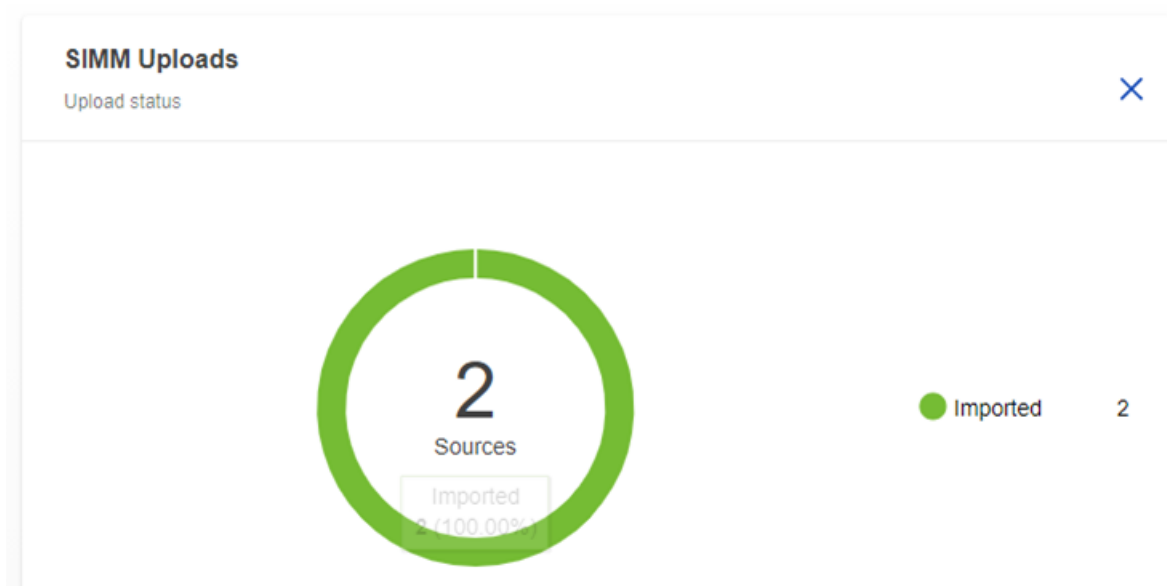 SIMM Uploads
Upload status
2
Sources
Imported
2 (100.00%)
Imported 2